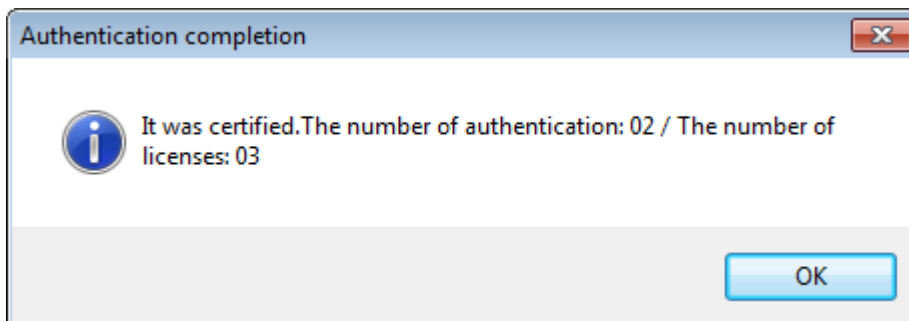 Authentication completion
It was certified.The number of authentication: 02 / The number of
licenses: 03
OK